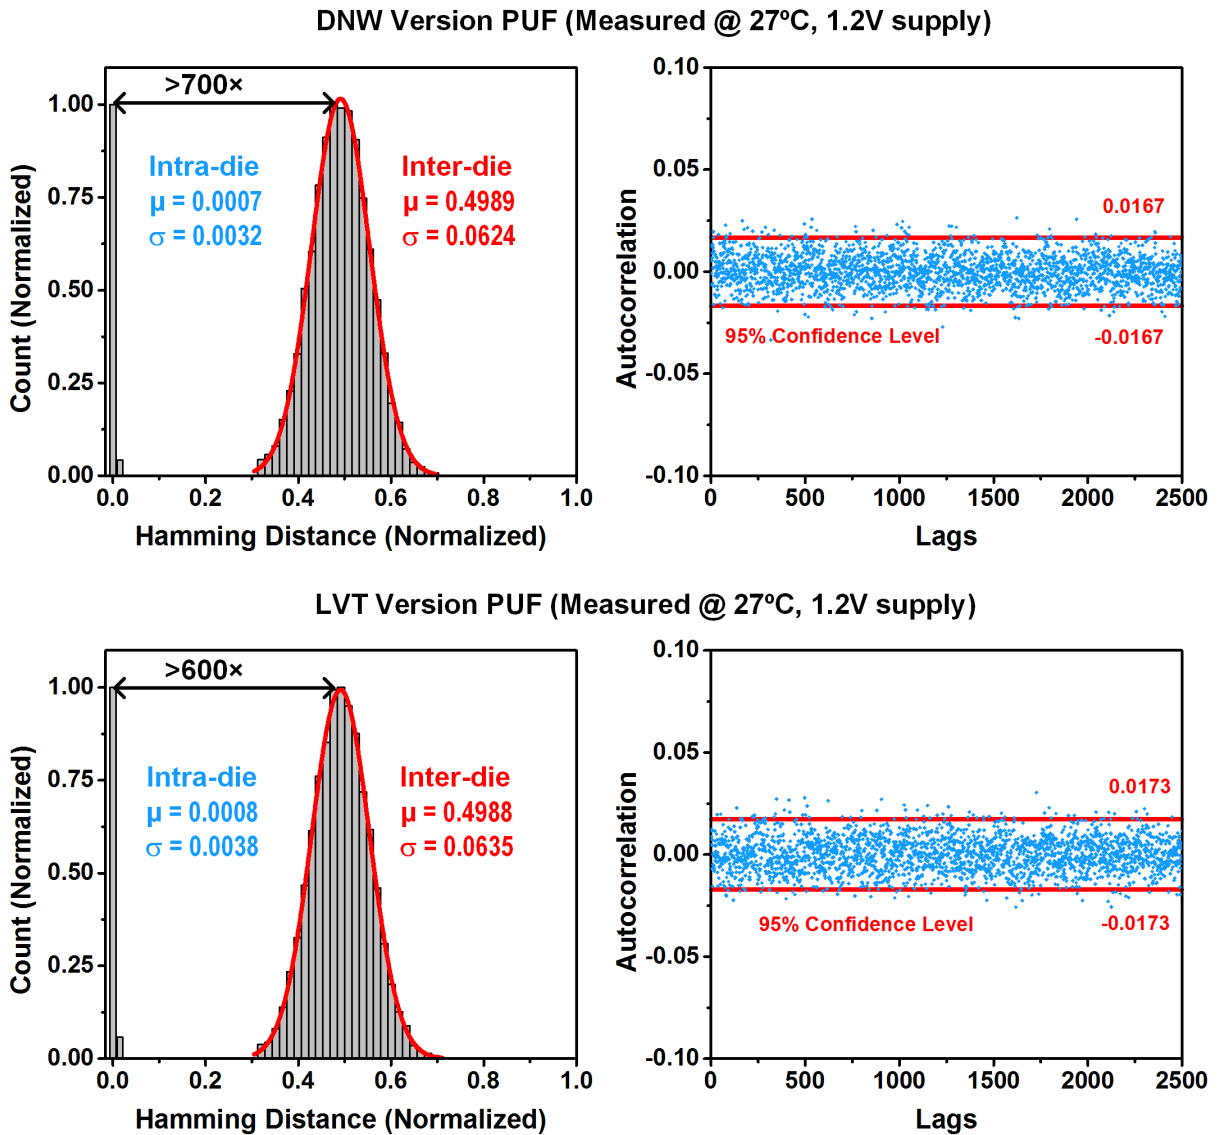 DNW Version PUF (Measured @ 27ºC, 1.2V supply)
>700×
Intra-die
μ = 0.0007
σ = 0.0032
Inter-die
μ = 0.4989
σ = 0.0624
Count (Normalized)
1.00
0.75
0.50
0.25
0.00
0.0 0.2 0.4 0.6 0.8 1.0
Hamming Distance (Normalized)
Autocorrelation
0.10
0.05
0.00
-0.05
-0.10
0.0167
95% Confidence Level
-0.0167
0 500 1000 1500 2000 2500
Lags
LVT Version PUF (Measured @ 27ºC, 1.2V supply)
>600×
Intra-die
μ = 0.0008
σ = 0.0038
Inter-die
μ = 0.4988
σ = 0.0635
Count (Normalized)
1.00
0.75
0.50
0.25
0.00
0.0 0.2 0.4 0.6 0.8 1.0
Hamming Distance (Normalized)
Autocorrelation
0.10
0.05
0.00
-0.05
-0.10
0.0173
95% Confidence Level
-0.0173
0 500 1000 1500 2000 2500
Lags